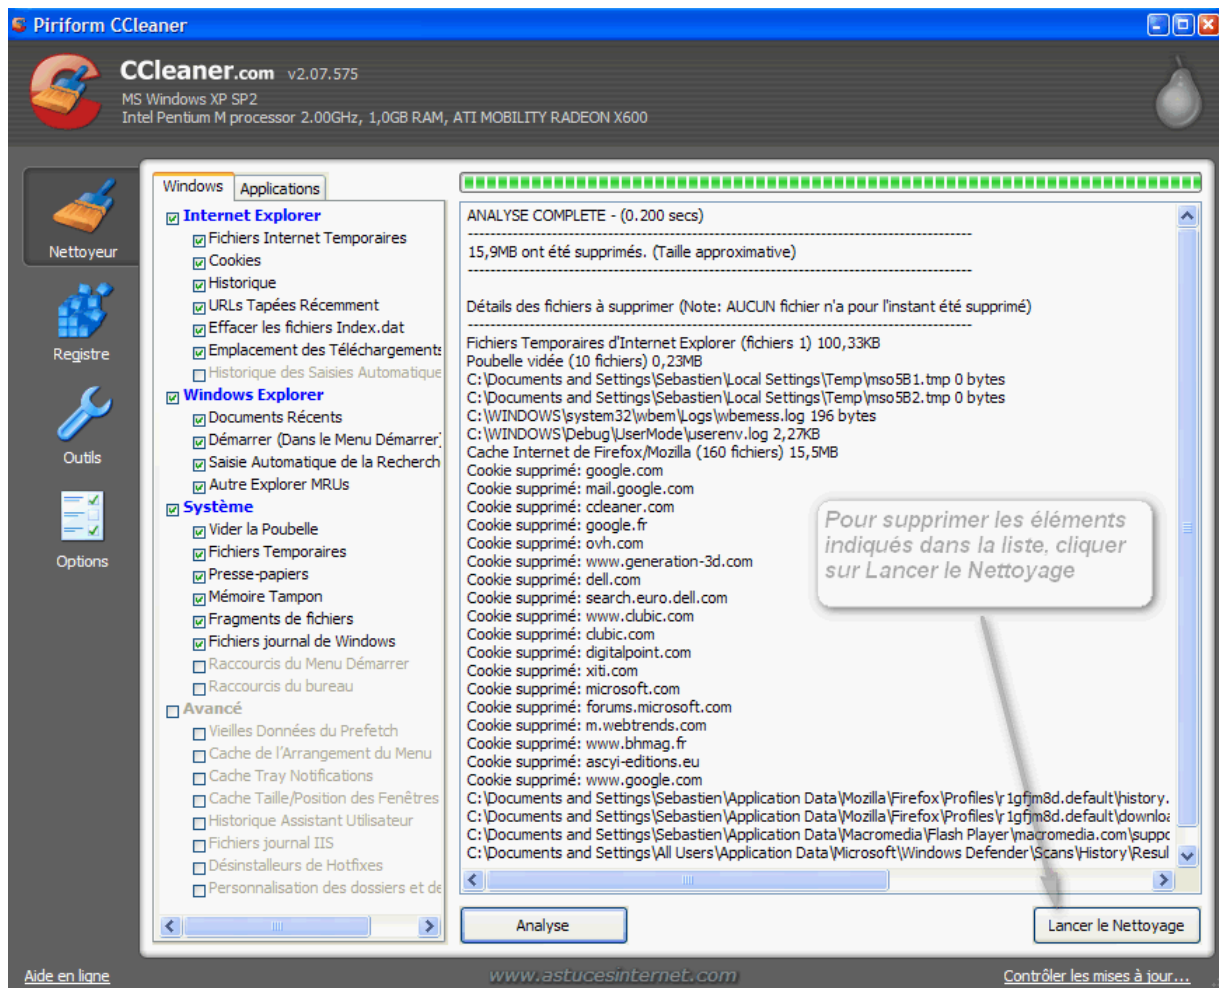 Piriform CCleaner
CCleaner.com v2.07.575
MS Windows XP SP2
Intel Pentium M processor 2.00GHz, 1,0GB RAM, ATI MOBILITY RADEON X600
Nettoyeur
Registre
Outils
Options
Windows
Applications
Internet Explorer
Fichiers Internet Temporaires
Cookies
Historique
URLs Tapées Récemment
Effacer les fichiers Index.dat
Emplacement des Téléchargements
Historique des Saisies Automatique
Windows Explorer
Documents Récents
Démarrer (Dans le Menu Démarrer)
Saisie Automatique de la Recherch
Autre Explorer MRUs
Système
Vider la Poubelle
Fichiers Temporaires
Presse-papiers
Mémoire Tampon
Fragments de fichiers
Fichiers journal de Windows
Raccourcis du Menu Démarrer
Raccourcis du bureau
Avancé
Vieilles Données du Prefetch
Cache de l'Arrangement du Menu
Cache Tray Notifications
Cache Taille/Position des Fenêtres
Historique Assistant Utilisateur
Fichiers journal IIS
Désinstalleurs de Hotfixes
Personnalisation des dossiers et de
ANALYSE COMPLETE - (0.200 secs)
15,9MB ont été supprimés. (Taille approximative)
Détails des fichiers à supprimer (Note: AUCUN fichier n'a pour l'instant été supprimé)
Fichiers Temporaires d'Internet Explorer (fichiers 1) 100,33KB
Poubelle vidée (10 fichiers) 0,23MB
C:\Documents and Settings\Sebastien\Local Settings\Temp\mso5B1.tmp 0 bytes
C:\Documents and Settings\Sebastien\Local Settings\Temp\mso5B2.tmp 0 bytes
C:\WINDOWS\system32\wbem\Logs\wbemess.log 196 bytes
C:\WINDOWS\Debug\UserMode\userenv.log 2,27KB
Cache Internet de Firefox/Mozilla (160 fichiers) 15,5MB
Cookie supprimé: google.com
Cookie supprimé: mail.google.com
Cookie supprimé: ccleaner.com
Cookie supprimé: google.fr
Cookie supprimé: ovh.com
Cookie supprimé: www.generation-3d.com
Cookie supprimé: dell.com
Cookie supprimé: search.euro.dell.com
Cookie supprimé: www.clubic.com
Cookie supprimé: clubic.com
Cookie supprimé: digitalpoint.com
Cookie supprimé: xiti.com
Cookie supprimé: microsoft.com
Cookie supprimé: forums.microsoft.com
Cookie supprimé: m.webtrends.com
Cookie supprimé: www.bhmag.fr
Cookie supprimé: ascyi-editions.eu
Cookie supprimé: www.google.com
C:\Documents and Settings\Sebastien\Application Data\Mozilla\Firefox\Profiles\r1gfjm8d.default\history.
C:\Documents and Settings\Sebastien\Application Data\Mozilla\Firefox\Profiles\r1gfjm8d.default\downloa
C:\Documents and Settings\Sebastien\Application Data\Macromedia\Flash Player\macromedia.com\suppo
C:\Documents and Settings\All Users\Application Data\Microsoft\Windows Defender\Scans\History\Resul
Pour supprimer les éléments
indiqués dans la liste, cliquer
sur Lancer le Nettoyage
Analyse
Lancer le Nettoyage
Aide en ligne
www.astucesinternet.com
Contrôler les mises à jour...